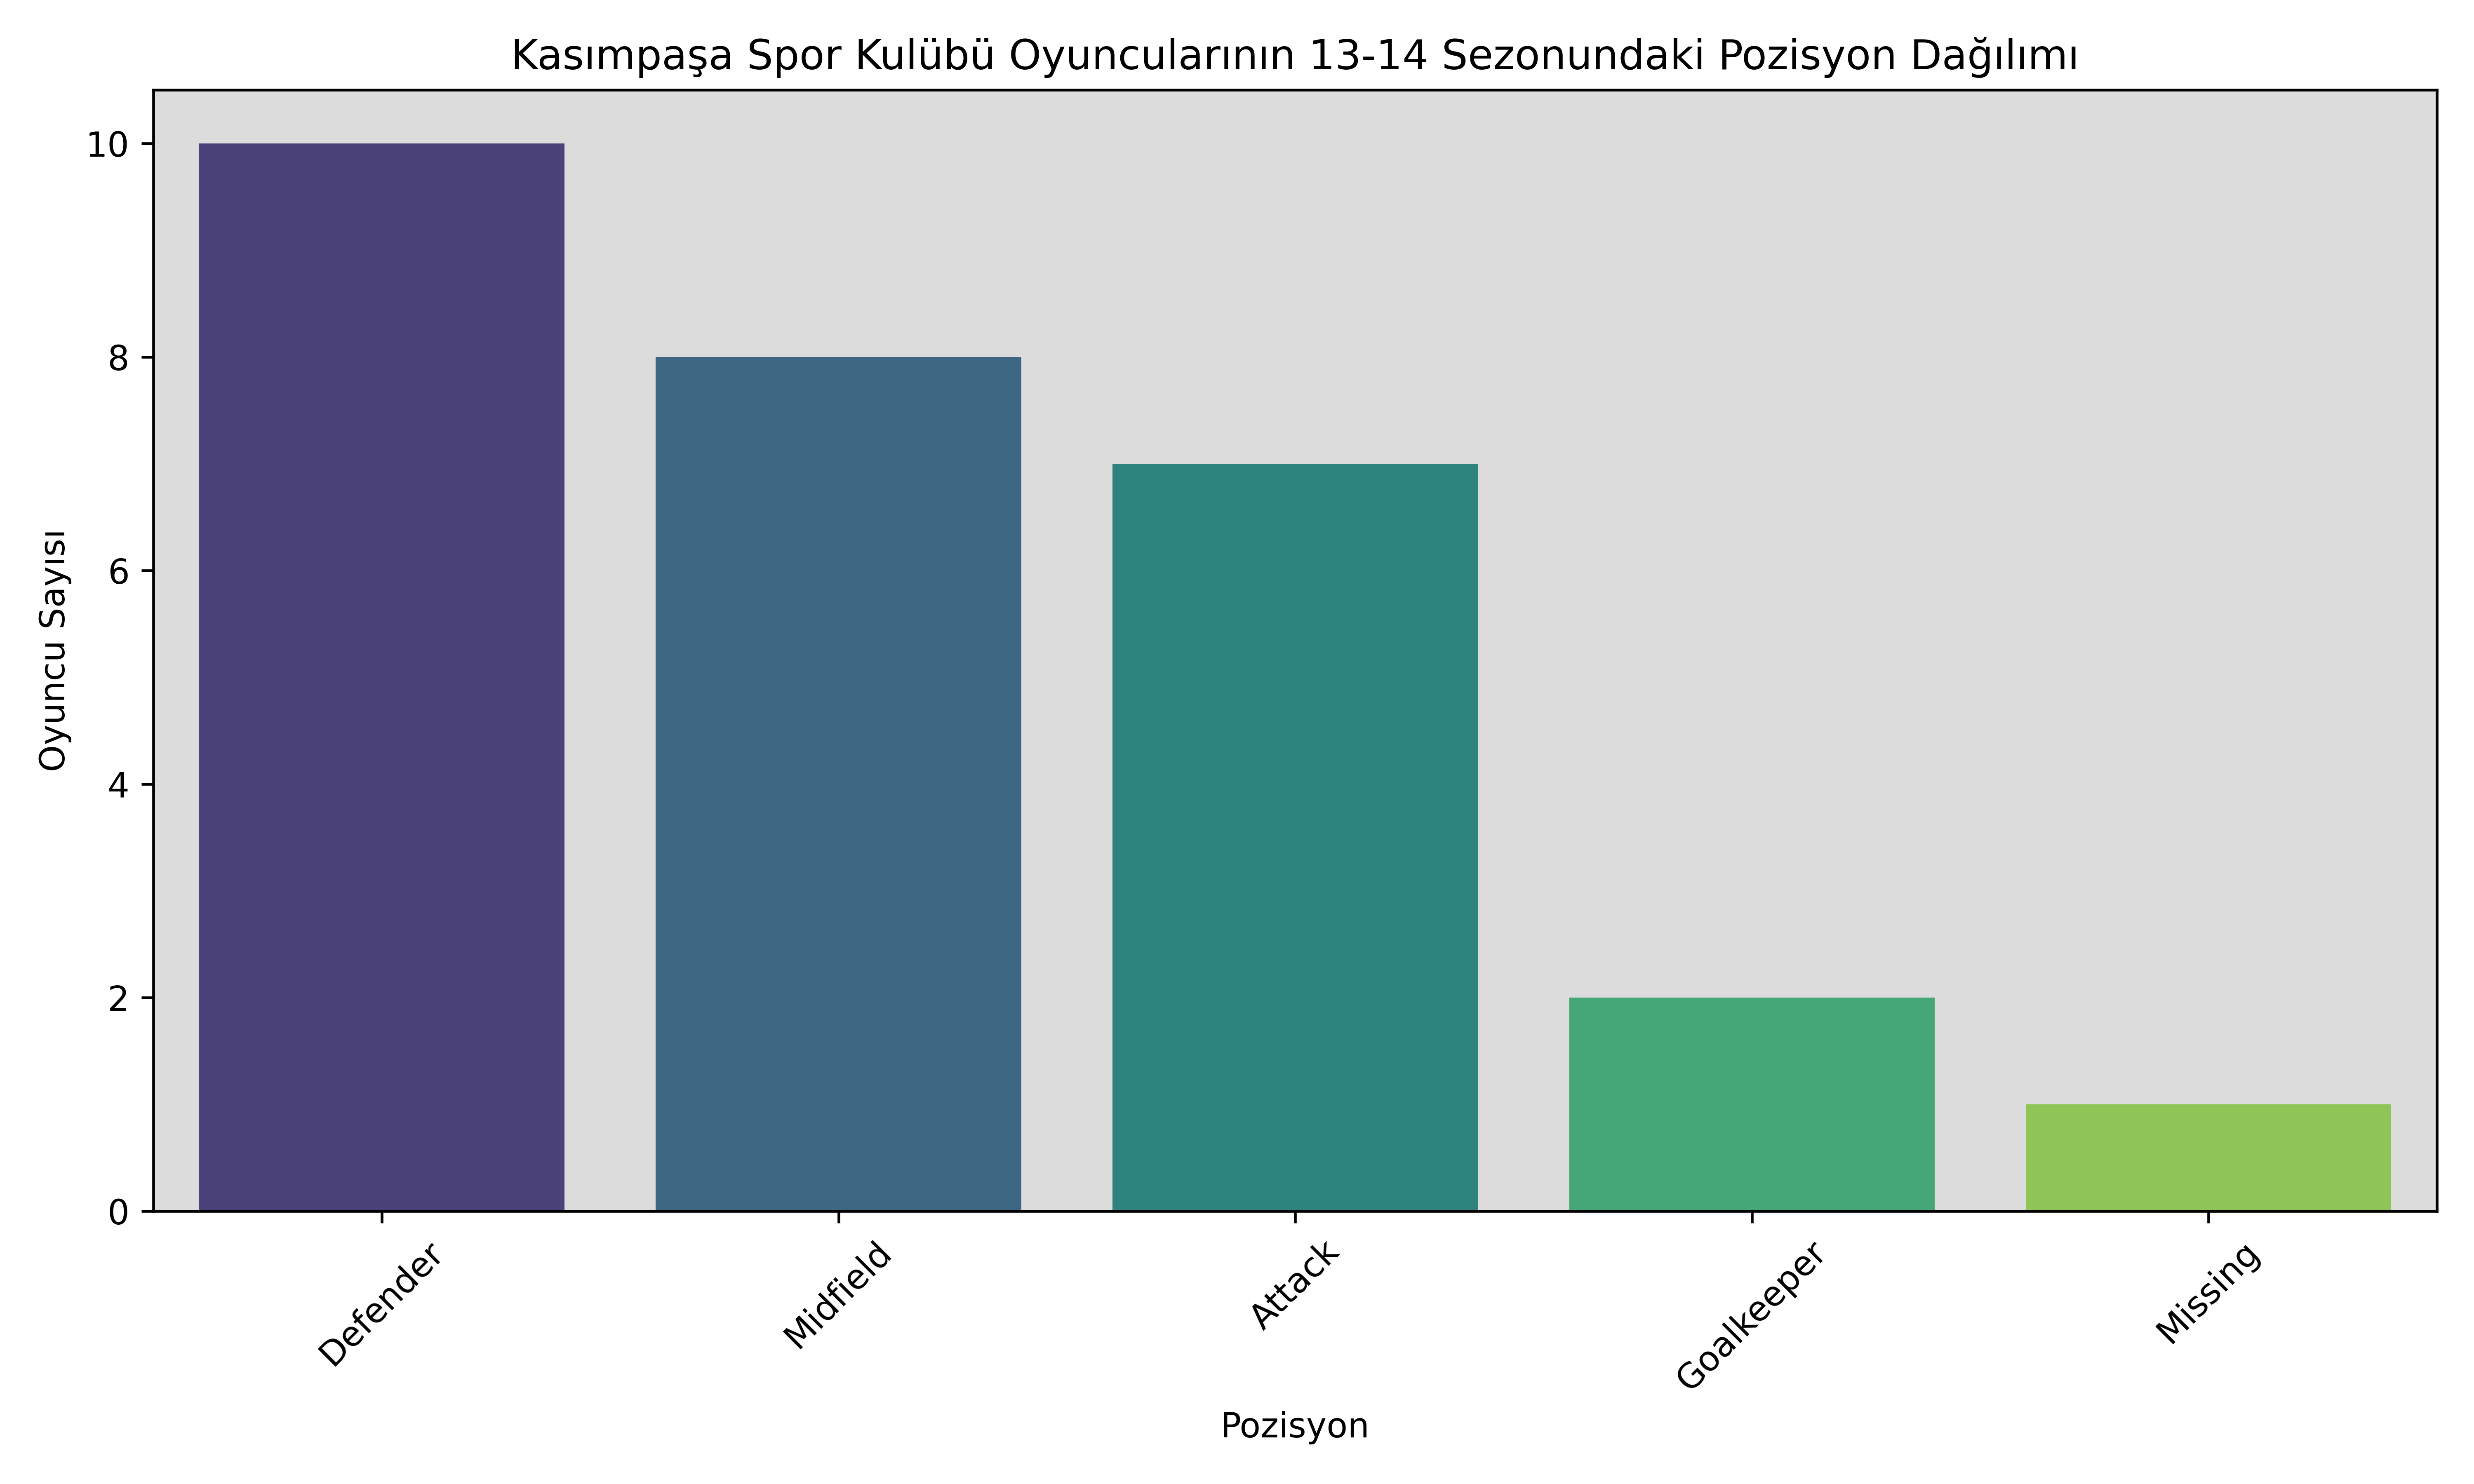 Kasımpaşa Spor Kulübü Oyuncularının 13-14 Sezonundaki Pozisyon Dağılımı
Oyuncu Sayısı
10
8
6
4
2
0
Defender
Midfield
Attack
Goalkeeper
Missing
Pozisyon